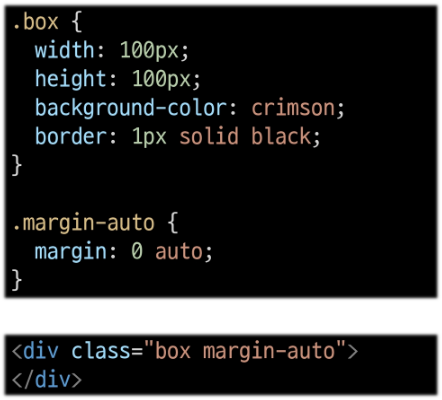 .box {
  width: 100px;
  height: 100px;
  background-color: crimson;
  border: 1px solid black;
}

.margin-auto {
  margin: 0 auto;
}

<div class="box margin-auto">
</div>